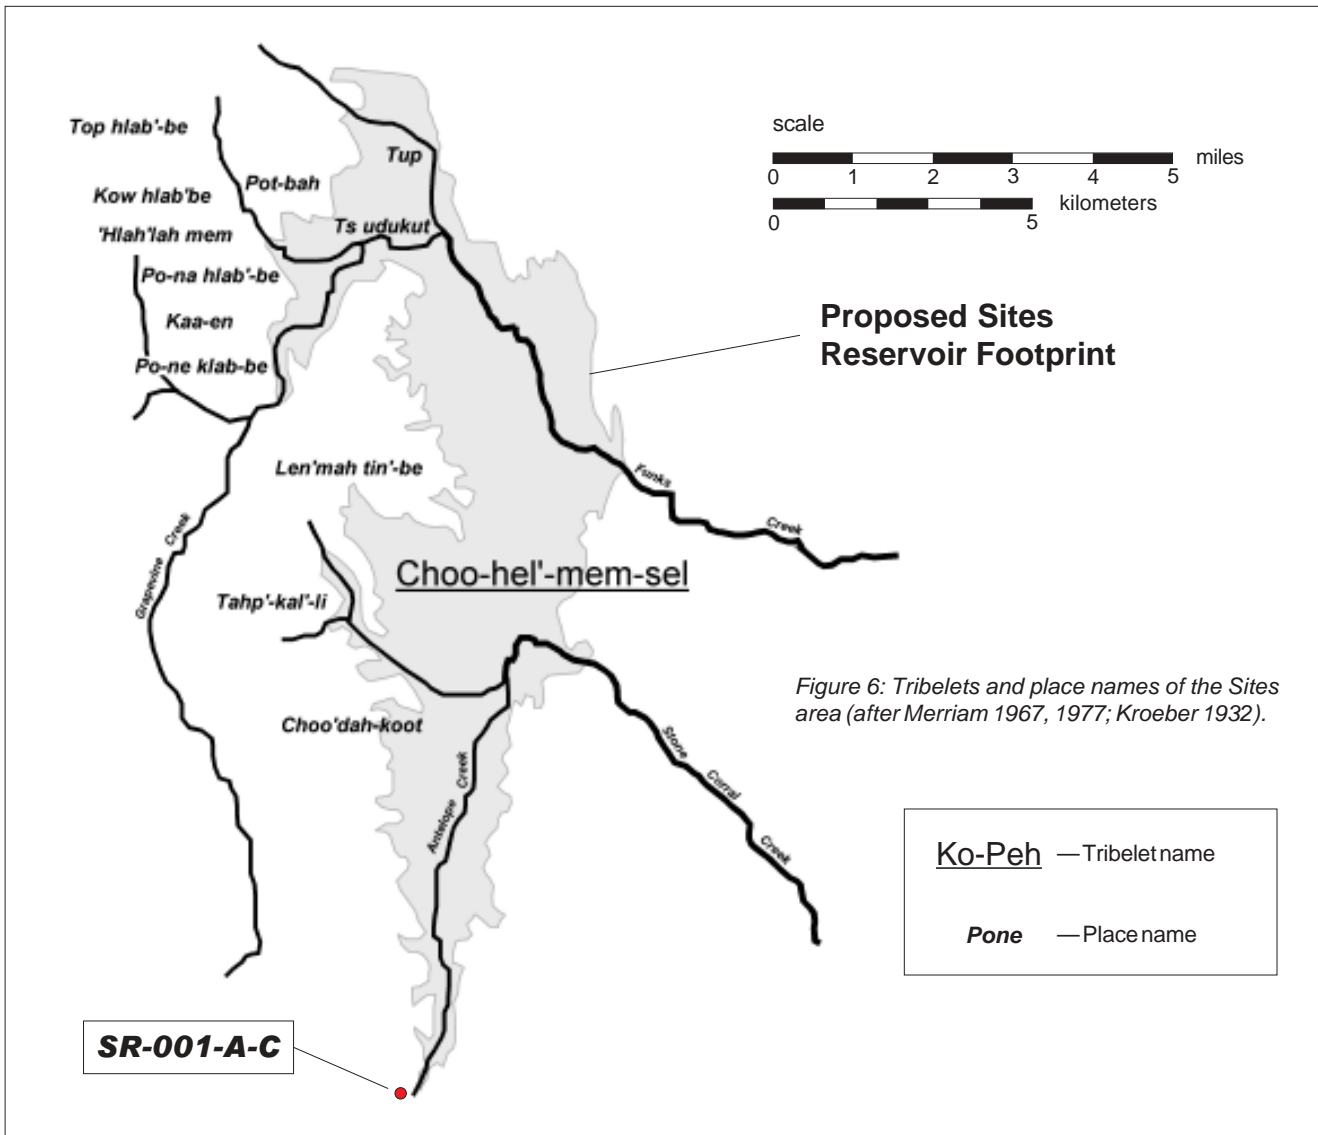 scale
miles
0 1 2 3 4 5
kilometers
0 5
Top hlab'-be
Tup
Pot-bah
Kow hlab'be
Ts udukut
'Hlah'lah mem
Po-na hlab'-be
Kaa-en
Po-ne klab-be
Proposed Sites
Reservoir Footprint
Len'mah tin'-be
Funks
Creek
Grapevine Creek
Choo-hel'-mem-sel
Tahp'-kal'-li
Choo'dah-koot
Antelope Creek
Stone
Corral
Creek
Figure 6: Tribelets and place names of the Sites
area (after Merriam 1967, 1977; Kroeber 1932).
Ko-Peh — Tribelet name
Pone — Place name
SR-001-A-C